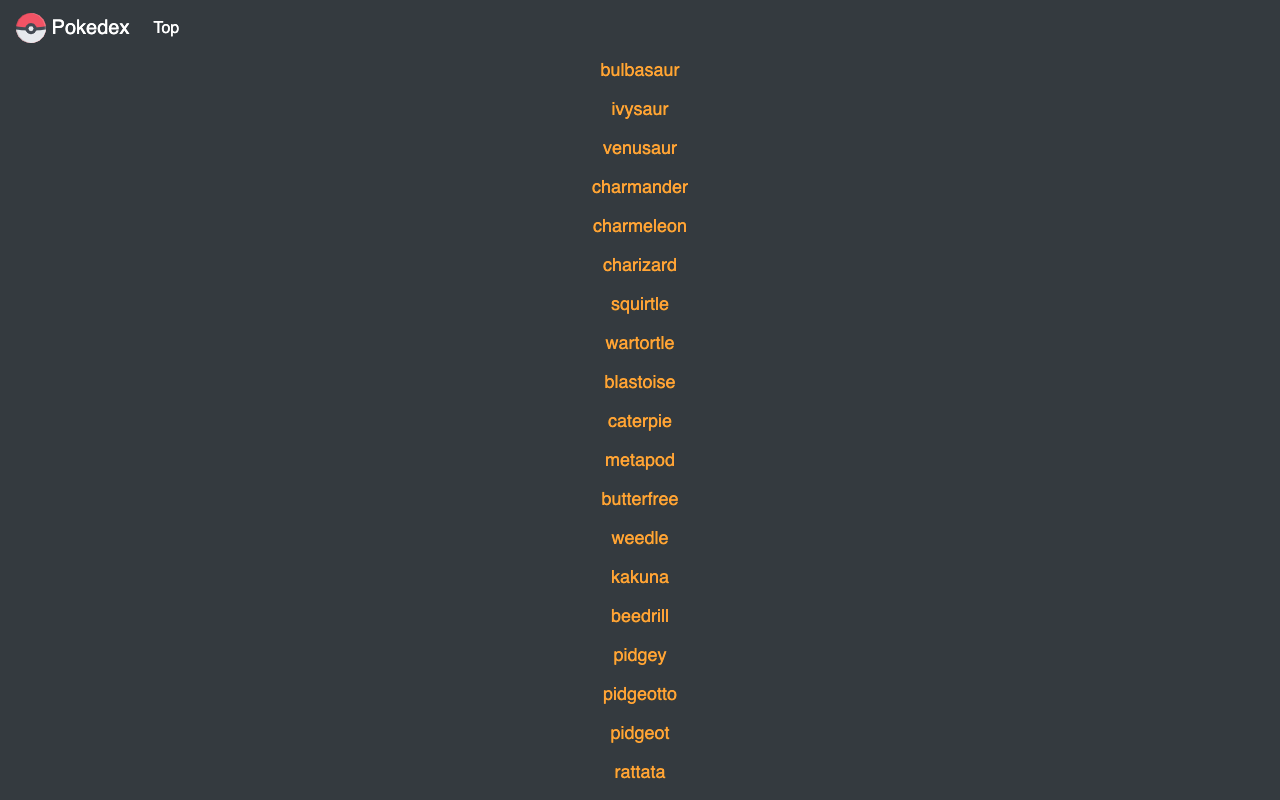 Pokedex Top
bulbasaur
ivysaur
venusaur
charmander
charmeleon
charizard
squirtle
wartortle
blastoise
caterpie
metapod
butterfree
weedle
kakuna
beedrill
pidgey
pidgeotto
pidgeot
rattata